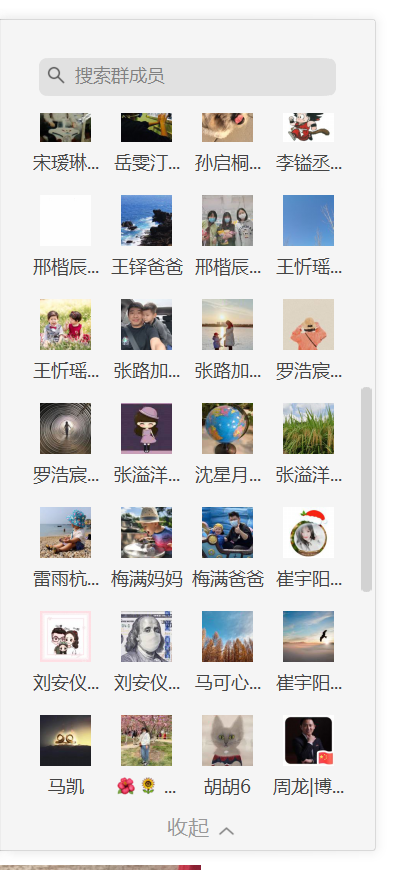 搜索群成员
宋瑷琳... 岳雯汀... 孙启桐... 李镒丞...
邢楷辰... 王铎爸爸 邢楷辰... 王忻瑶...
王忻瑶... 张路加... 张路加... 罗浩宸...
罗浩宸... 张溢洋... 沈星月... 张溢洋...
雷雨杭... 梅满妈妈 梅满爸爸 崔宇阳...
刘安仪... 刘安仪... 马可心... 崔宇阳...
马凯 🌺🌻 ... 胡胡6 周龙|博...
收起